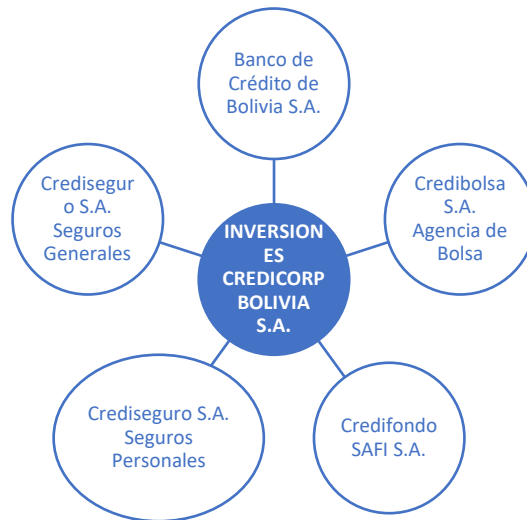 Banco de
Crédito de
Bolivia S.A.
Credisegur
o S.A.
Seguros
Generales
Credibolsa
S.A.
Agencia de
Bolsa
INVERSION
ES
CREDICORP
BOLIVIA
S.A.
Crediseguro S.A.
Seguros
Personales
Credifondo
SAFI S.A.